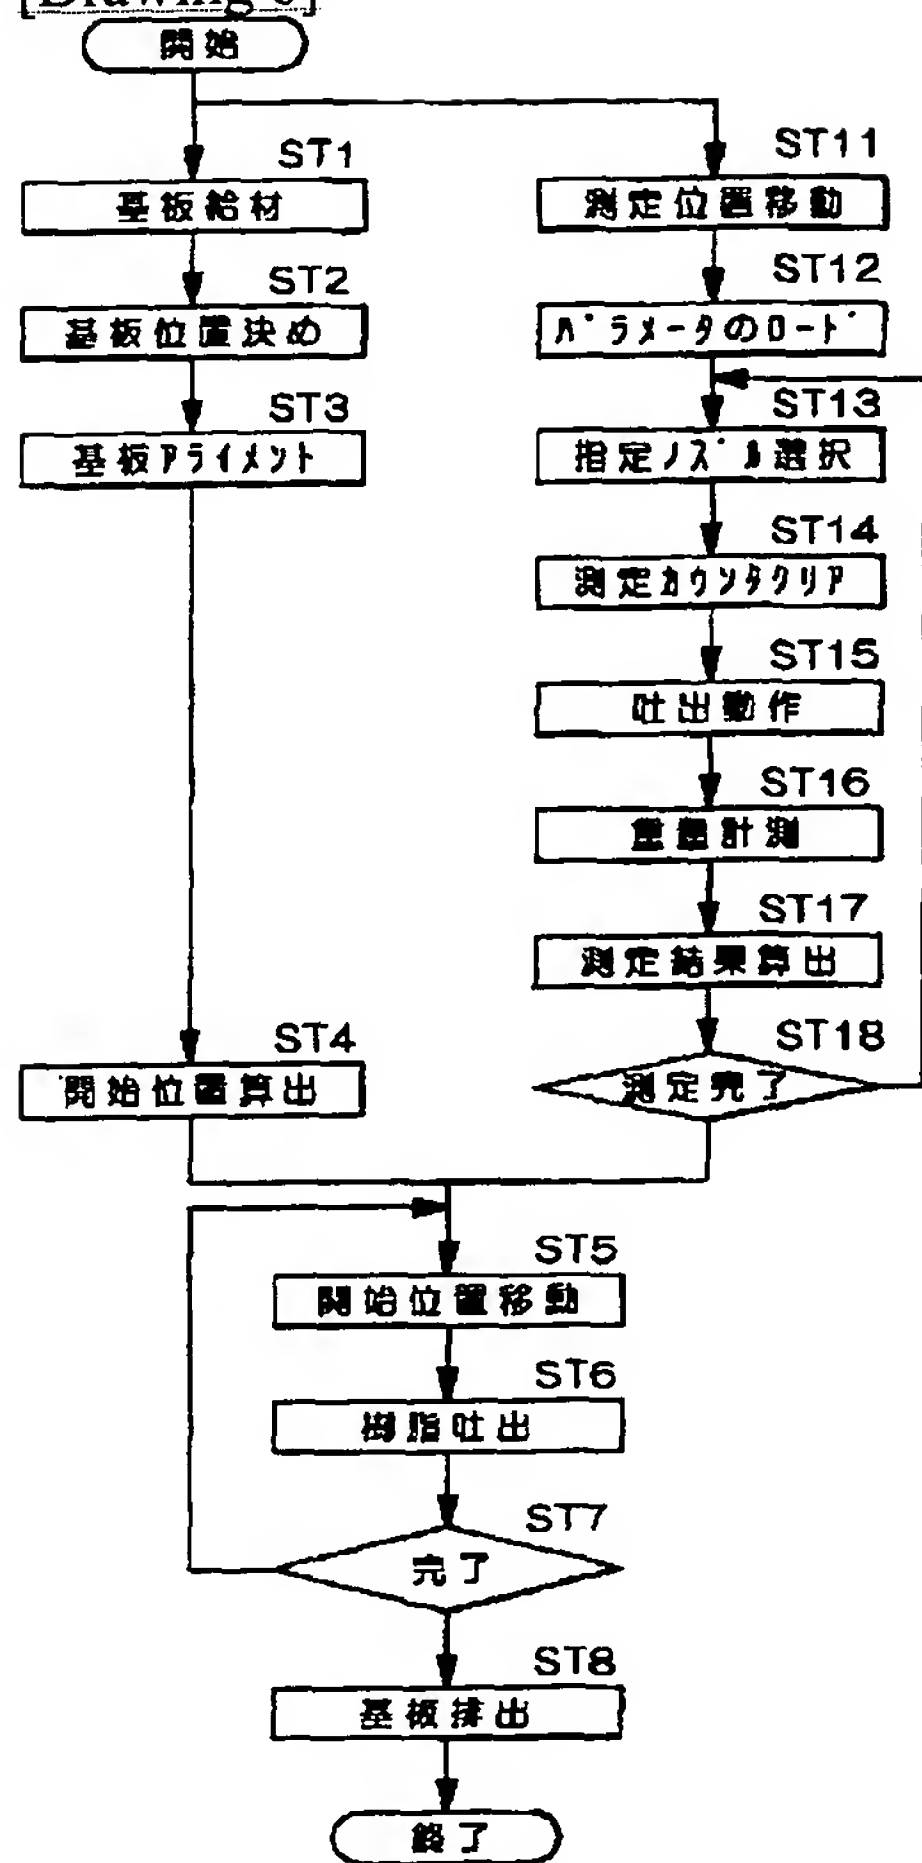 [Drawing 6]
開始
ST1
基板給材
ST2
基板位置決め
ST3
基板アライメント
ST4
開始位置算出
ST11
測定位置移動
ST12
パラメータのロード
ST13
指定ノズル選択
ST14
測定カウンタクリア
ST15
吐出動作
ST16
重量計測
ST17
測定結果算出
ST18
測定完了
ST5
開始位置移動
ST6
樹脂吐出
ST7
完了
ST8
基板排出
終了